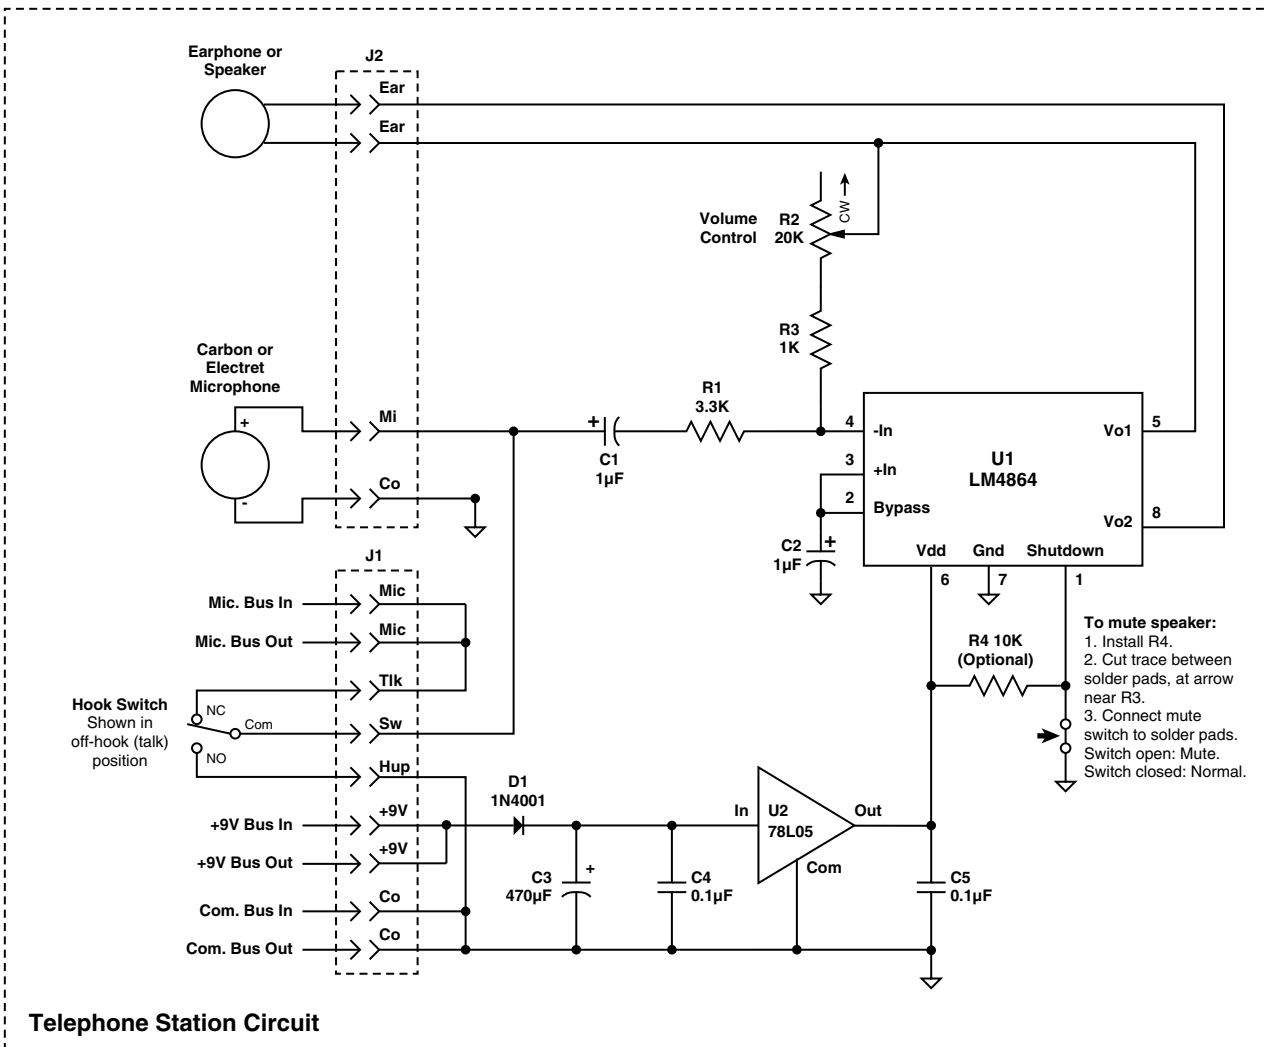 Earphone or
Speaker
J2
Ear
Ear
CW
Volume
Control
R2
20K
R3
1K
Carbon or
Electret
Microphone
+
-
Mi
Co
+
C1
1µF
R1
3.3K
4
3
2
-In
+In
Bypass
U1
LM4864
Vo1
5
Vo2
8
Vdd
Gnd
Shutdown
6
7
1
C2
1µF
+
J1
Mic. Bus In
Mic
Mic. Bus Out
Mic
Tlk
Hook Switch
Shown in
off-hook (talk)
position
NC
Com
NO
Sw
Hup
+9V Bus In
+9V
+9V Bus Out
+9V
Com. Bus In
Co
Com. Bus Out
Co
D1
1N4001
C3
470µF
+
C4
0.1µF
In
U2
78L05
Out
Com
C5
0.1µF
R4 10K
(Optional)
To mute speaker:
1. Install R4.
2. Cut trace between
solder pads, at arrow
near R3.
3. Connect mute
switch to solder pads.
Switch open: Mute.
Switch closed: Normal.
Telephone Station Circuit